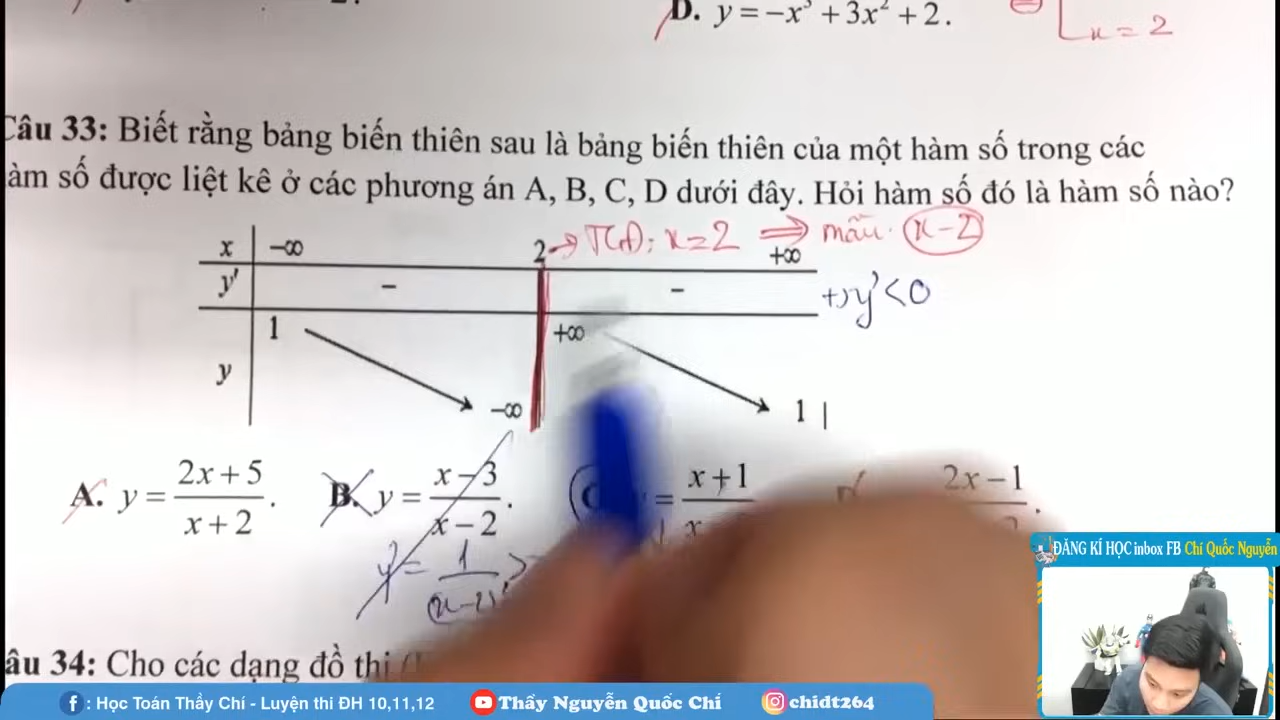 D. y = −x³ + 3x² + 2.
x = 2
Câu 33: Biết rằng bảng biến thiên sau là bảng biến thiên của một hàm số trong các
àm số được liệt kê ở các phương án A, B, C, D dưới đây. Hỏi hàm số đó là hàm số nào?
x −∞ 2 → TCĐ: x=2 ⇒ mẫu: x−2 +∞
y' − − +) y' < 0
y 1 −∞ +∞ 1
A. y = (2x+5)/(x+2). B. y = (x−3)/(x−2). = (x+1)/ 2x−1
y' = 1/(x−2)² >
âu 34: Cho các dạng đồ thị
ĐĂNG KÍ HỌC inbox FB Chí Quốc Nguyễn
: Học Toán Thầy Chí - Luyện thi ĐH 10,11,12 Thầy Nguyễn Quốc Chí chidt264